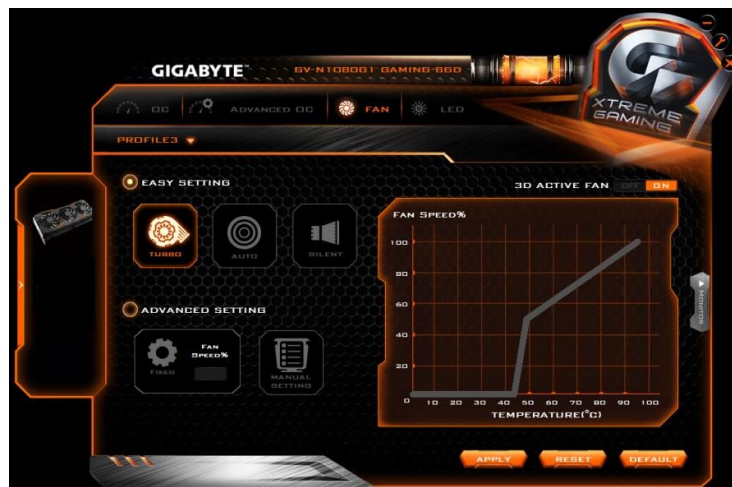 GIGABYTE™
GV-N1080G1 GAMING-8GD
XTREME
GAMING
OC
ADVANCED OC
FAN
LED
PROFILE3
EASY SETTING
3D ACTIVE FAN OFF ON
TURBO
AUTO
SILENT
ADVANCED SETTING
FIXED
FAN
SPEED%
MANUAL
SETTING
FAN SPEED%
100
80
60
40
20
0 10 20 30 40 50 60 70 80 90 100
TEMPERATURE(°C)
MONITOR
APPLY RESET DEFAULT